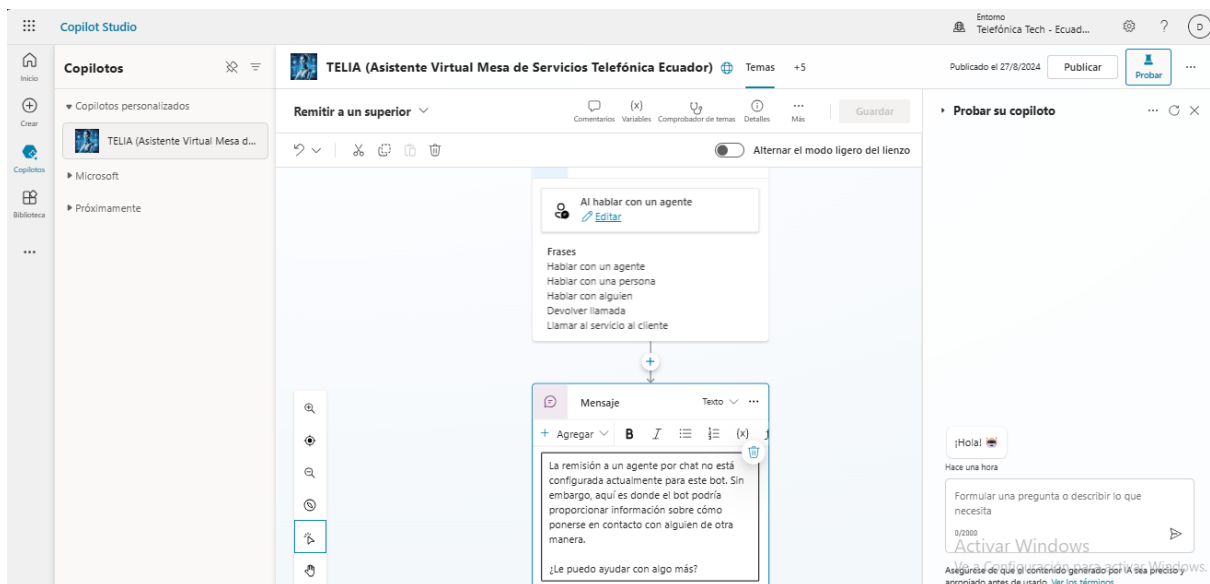 Copilot Studio
Entorno
Telefónica Tech - Ecuad...
?
D
Inicio
Crear
Copilotos
Biblioteca
...
Copilotos
Copilotos personalizados
TELIA (Asistente Virtual Mesa d...
Microsoft
Próximamente
TELIA (Asistente Virtual Mesa de Servicios Telefónica Ecuador)
Temas
+5
Publicado el 27/8/2024
Publicar
Probar
...
Remitir a un superior
Comentarios
(x)
Variables
Comprobador de temas
Detalles
...
Más
Guardar
Alternar el modo ligero del lienzo
Al hablar con un agente
Editar
Frases
Hablar con un agente
Hablar con una persona
Hablar con alguien
Devolver llamada
Llamar al servicio al cliente
+
Mensaje
Texto
...
+ Agregar
B
I
(x)
La remisión a un agente por chat no está
configurada actualmente para este bot. Sin
embargo, aquí es donde el bot podría
proporcionar información sobre cómo
ponerse en contacto con alguien de otra
manera.
¿Le puedo ayudar con algo más?
Probar su copiloto
...
¡Hola!
Hace una hora
Formular una pregunta o describir lo que
necesita
0/2000
Activar Windows
Ve a Configuración para activar Windows.
Asegúrese de que el contenido generado por IA sea preciso y
apropiado antes de usarlo. Ver los términos